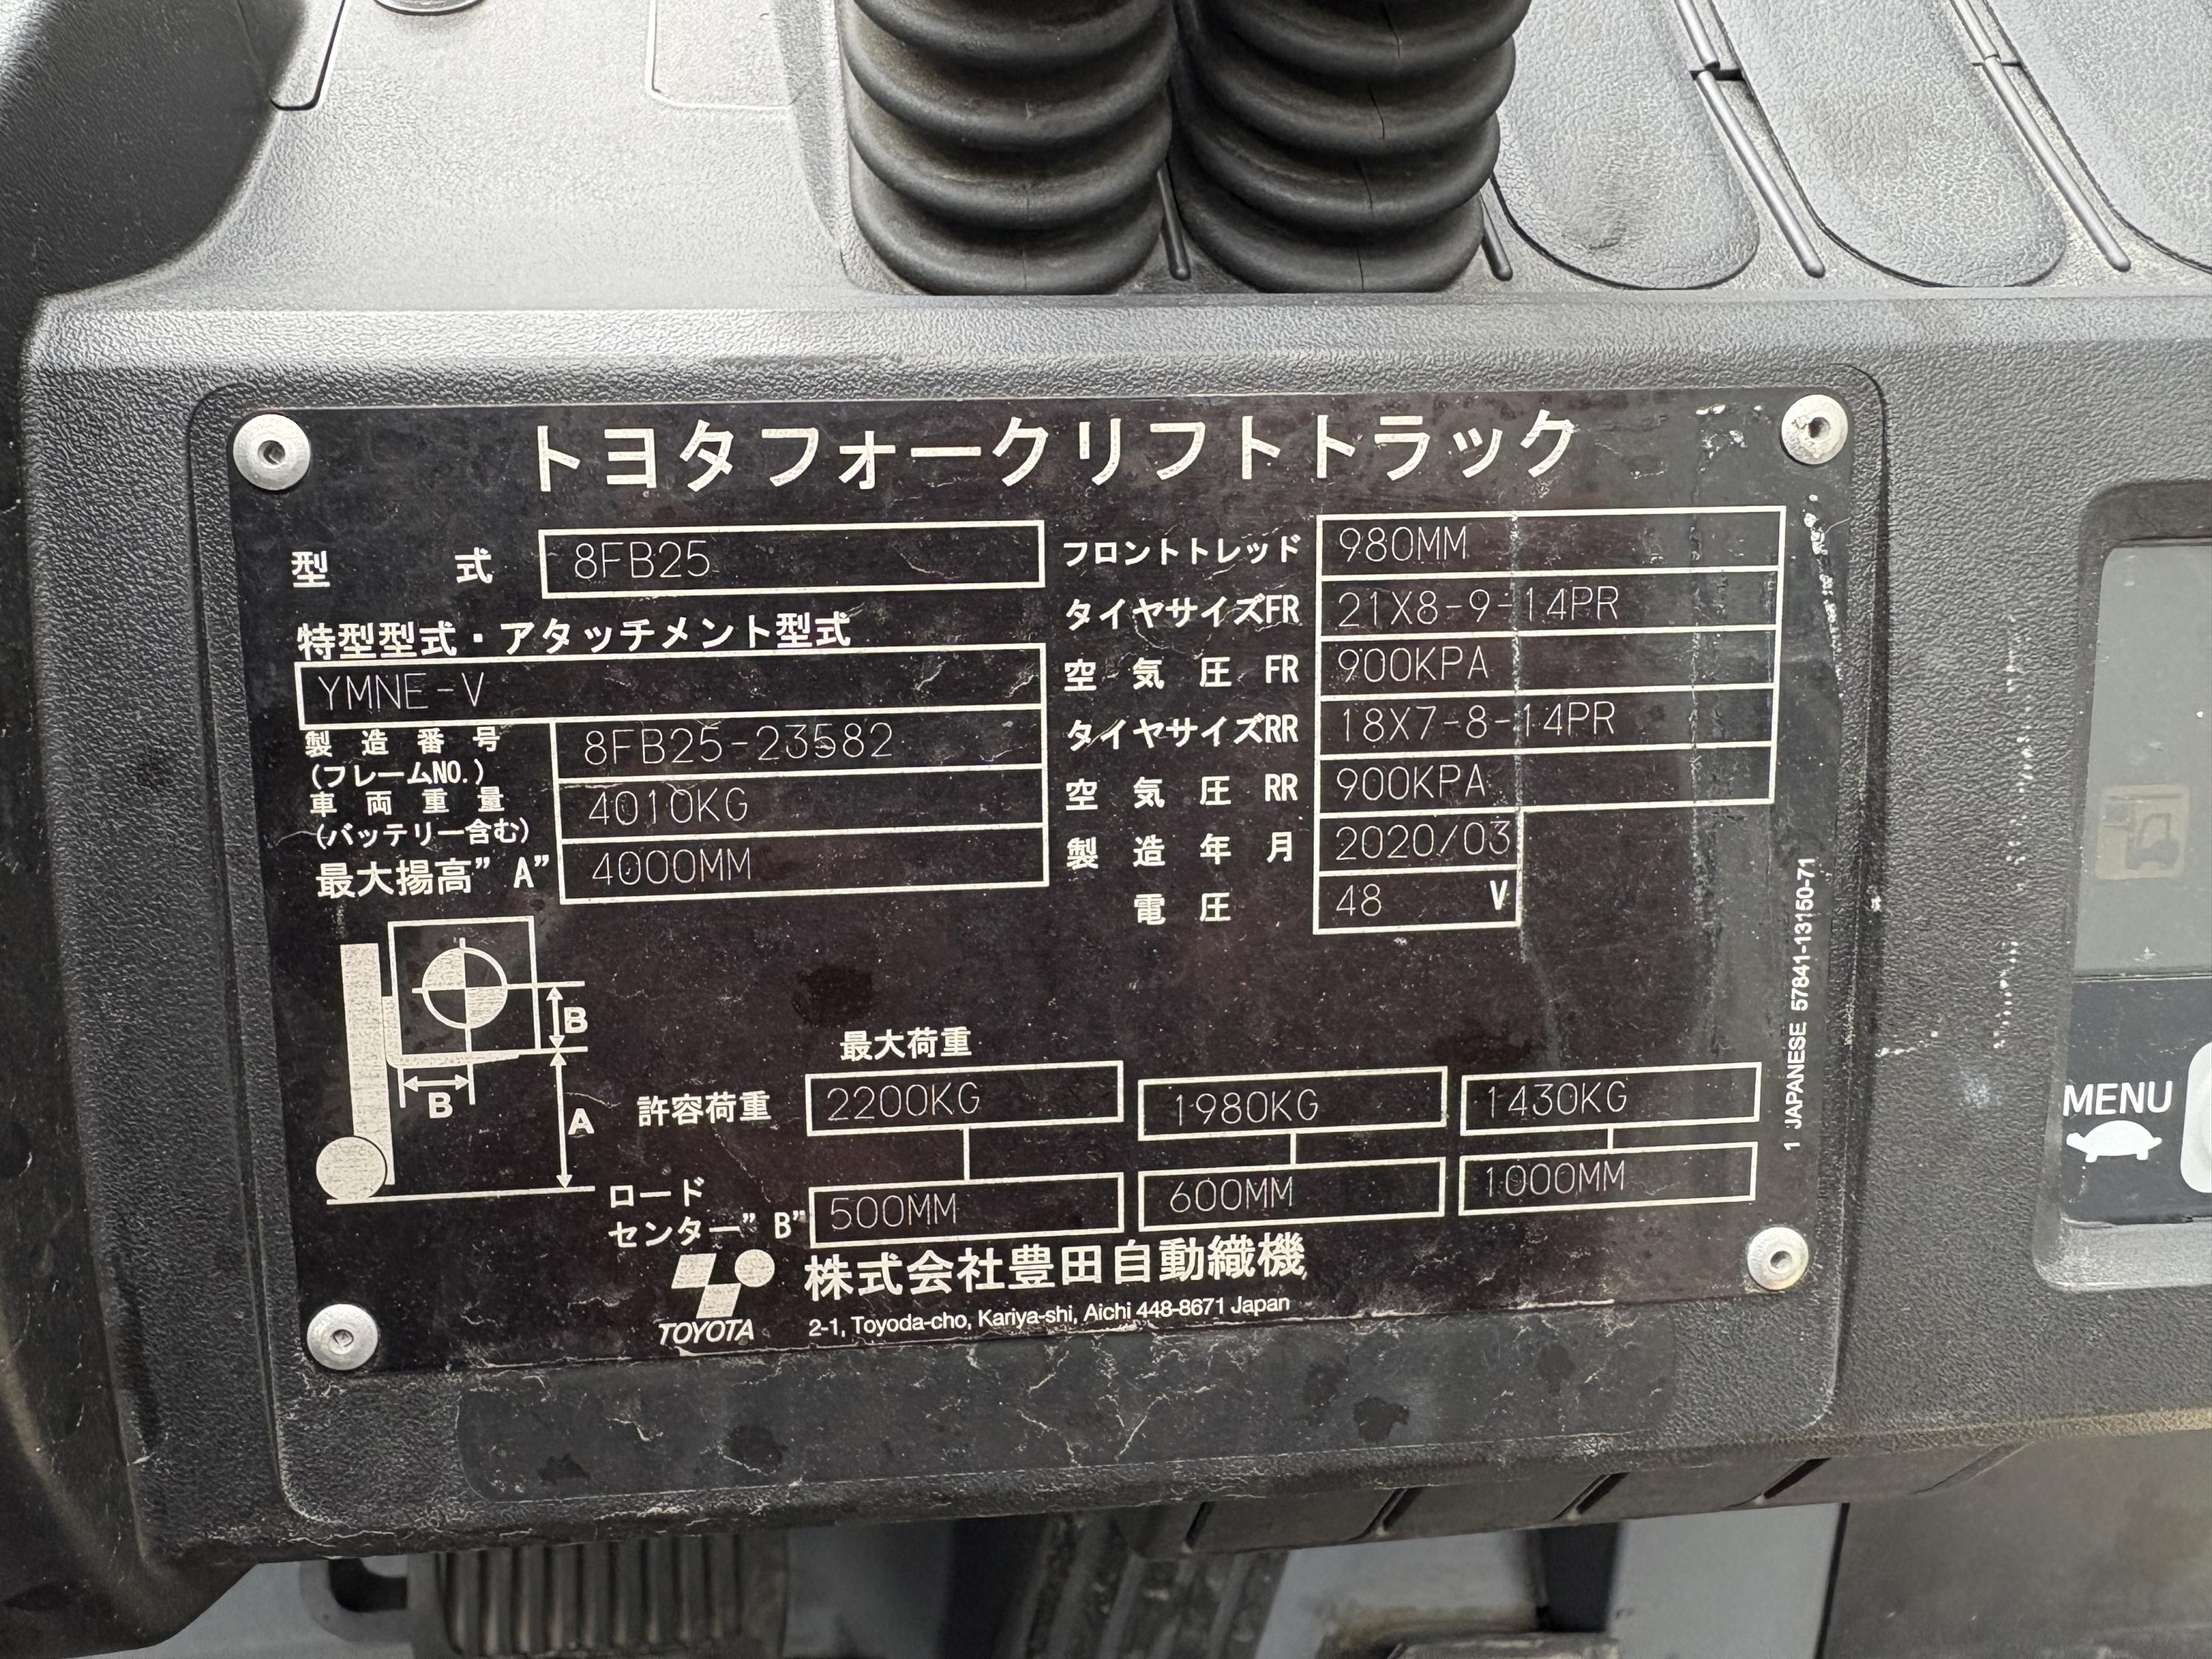 トヨタフォークリフトトラック
型式 8FB25
特型型式・アタッチメント型式
YMNE-V
製造番号 8FB25-23582
(フレームNO.)
車両重量 4010KG
(バッテリー含む)
最大揚高”A” 4000MM
フロントトレッド 980MM
タイヤサイズFR 21X8-9-14PR
空気圧 FR 900KPA
タイヤサイズRR 18X7-8-14PR
空気圧 RR 900KPA
製造年月 2020/03
電圧 48 V
B
B
A
最大荷重
許容荷重 2200KG 1980KG 1430KG
ロード
センター”B” 500MM 600MM 1000MM
TOYOTA
株式会社豊田自動織機
2-1, Toyoda-cho, Kariya-shi, Aichi 448-8671 Japan
1 JAPANESE 57841-13150-71
MENU